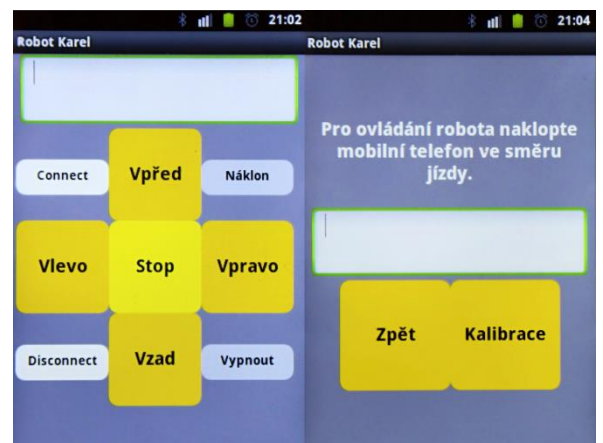 21:02
Robot Karel
Vpřed
Connect
Náklon
Vlevo
Stop
Vpravo
Disconnect
Vzad
Vypnout
21:04
Robot Karel
Pro ovládání robota naklopte
mobilní telefon ve směru
jízdy.
Zpět
Kalibrace